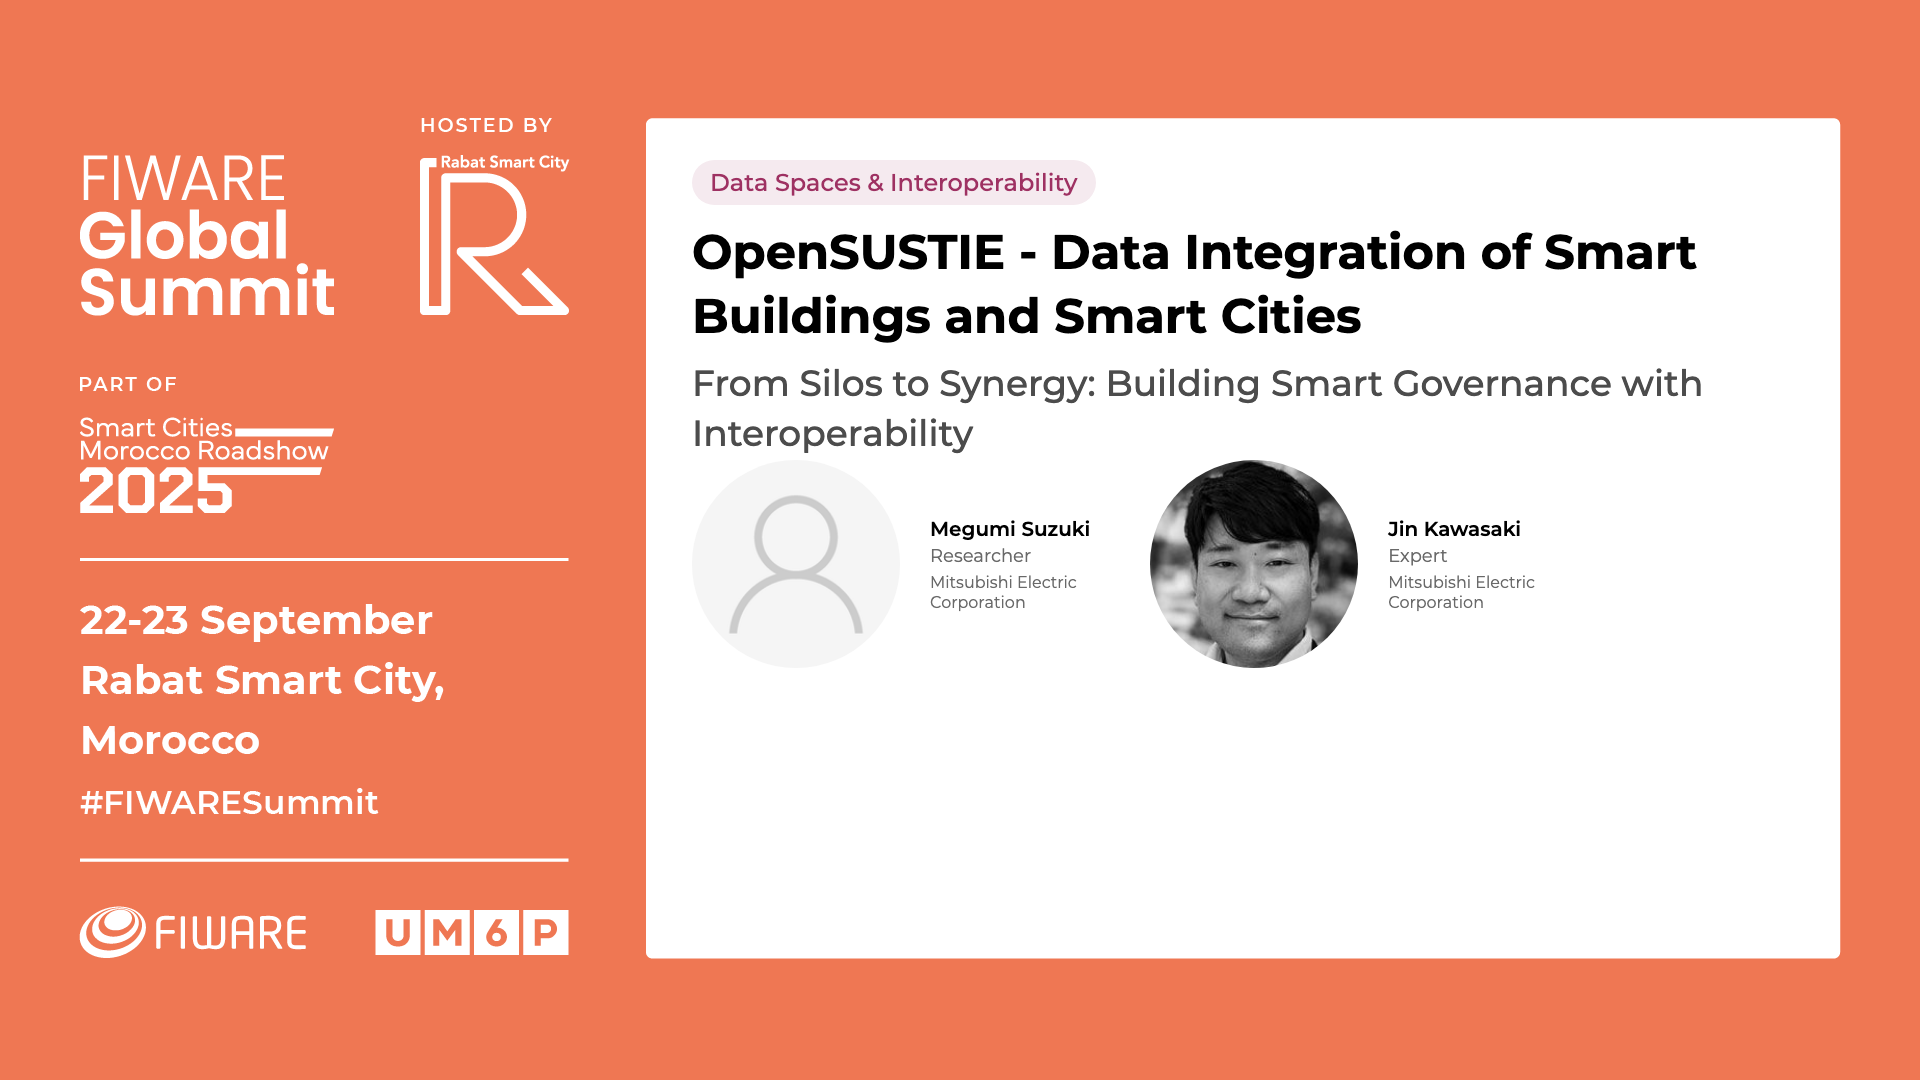 FIWARE
Global
Summit
HOSTED BY
Rabat Smart City
R
PART OF
Smart Cities
Morocco Roadshow
2025
22-23 September
Rabat Smart City,
Morocco
#FIWARESummit
FIWARE
UM6P
Data Spaces & Interoperability
OpenSUSTIE - Data Integration of Smart
Buildings and Smart Cities
From Silos to Synergy: Building Smart Governance with
Interoperability
Megumi Suzuki
Researcher
Mitsubishi Electric
Corporation
Jin Kawasaki
Expert
Mitsubishi Electric
Corporation